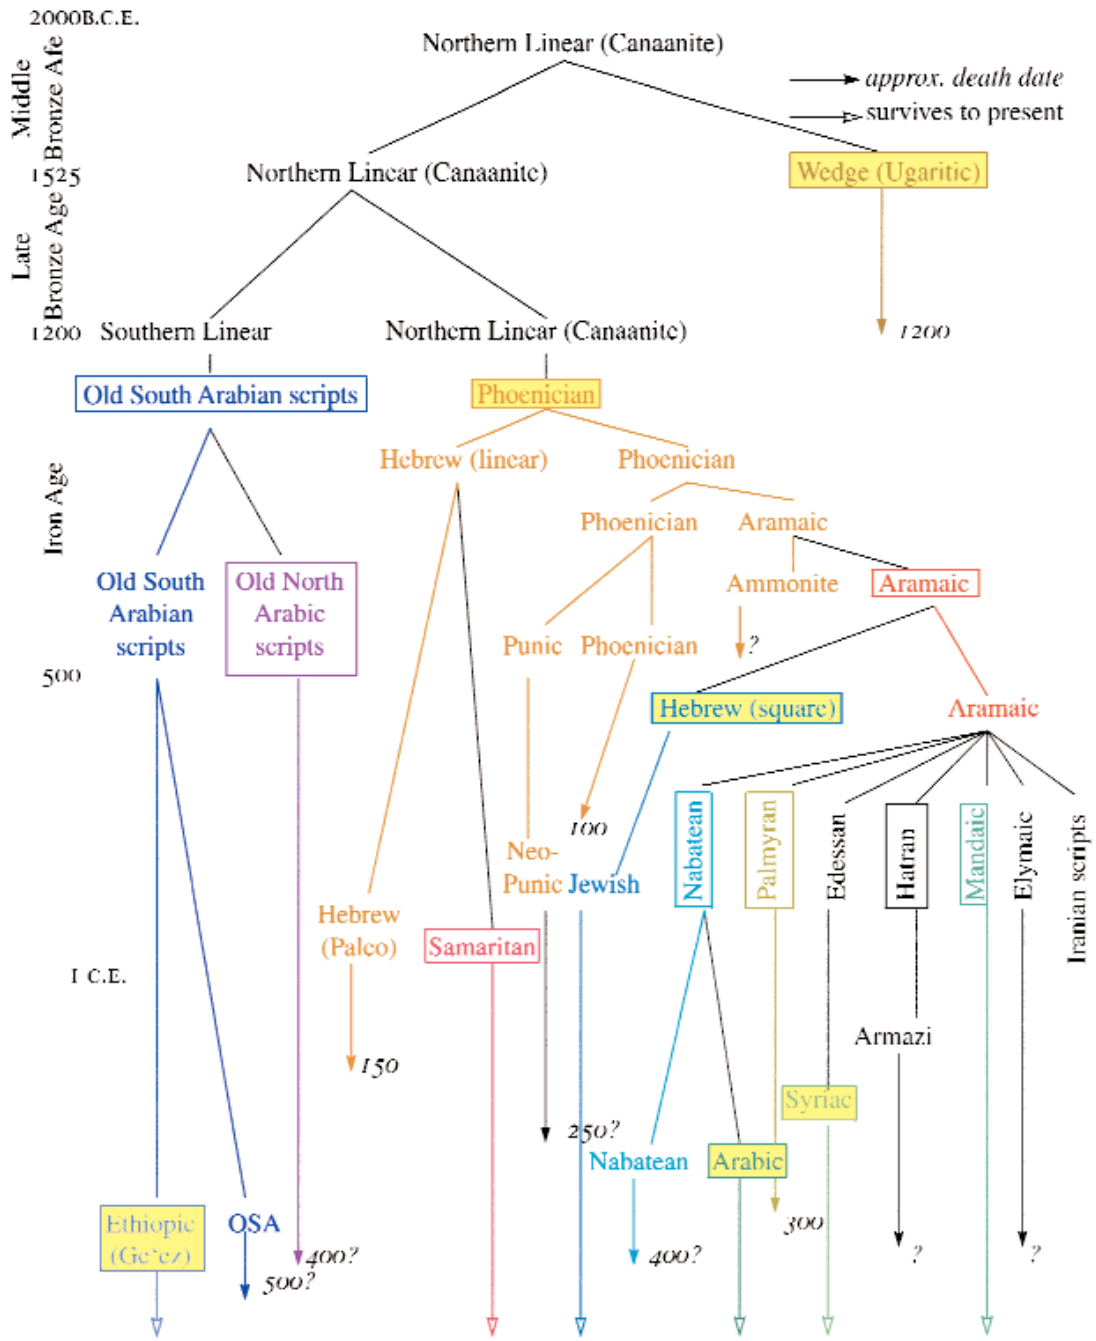 2000B.C.E.
Northern Linear (Canaanite)
Middle
Bronze Afe
approx. death date
survives to present
1525
Northern Linear (Canaanite)
Wedge (Ugaritic)
Late
Bronze Age
1200
Southern Linear
Northern Linear (Canaanite)
1200
Old South Arabian scripts
Phoenician
Iron Age
Hebrew (linear)
Phoenician
Phoenician
Aramaic
Old South
Arabian
scripts
Old North
Arabic
scripts
Ammonite
Aramaic
Punic
Phoenician
?
500
Hebrew (square)
Aramaic
100
Neo-
Punic
Jewish
Nabatean
Palmyran
Edessan
Hatran
Mandaic
Elymaic
Iranian scripts
Hebrew
(Palco)
Samaritan
1 C.E.
150
Armazi
Syriac
250?
Nabatean
Arabic
300
Ethiopic
(Ge‘ez)
OSA
400?
500?
400?
?
?